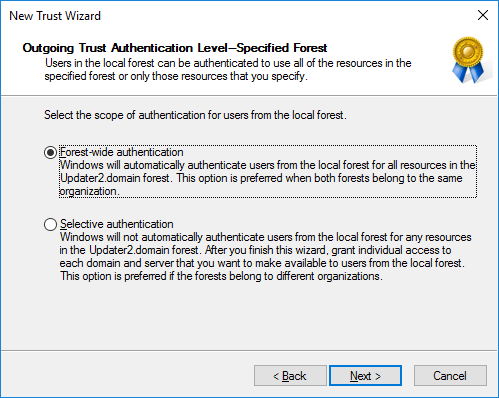 New Trust Wizard
Outgoing Trust Authentication Level--Specified Forest
Users in the local forest can be authenticated to use all of the resources in the
specified forest or only those resources that you specify.
Select the scope of authentication for users from the local forest.
Forest-wide authentication
Windows will automatically authenticate users from the local forest for all resources in the
Updater2.domain forest. This option is preferred when both forests belong to the same
organization.
Selective authentication
Windows will not automatically authenticate users from the local forest for any resources
in the Updater2.domain forest. After you finish this wizard, grant individual access to
each domain and server that you want to make available to users from the local forest.
This option is preferred if the forests belong to different organizations.
< Back
Next >
Cancel